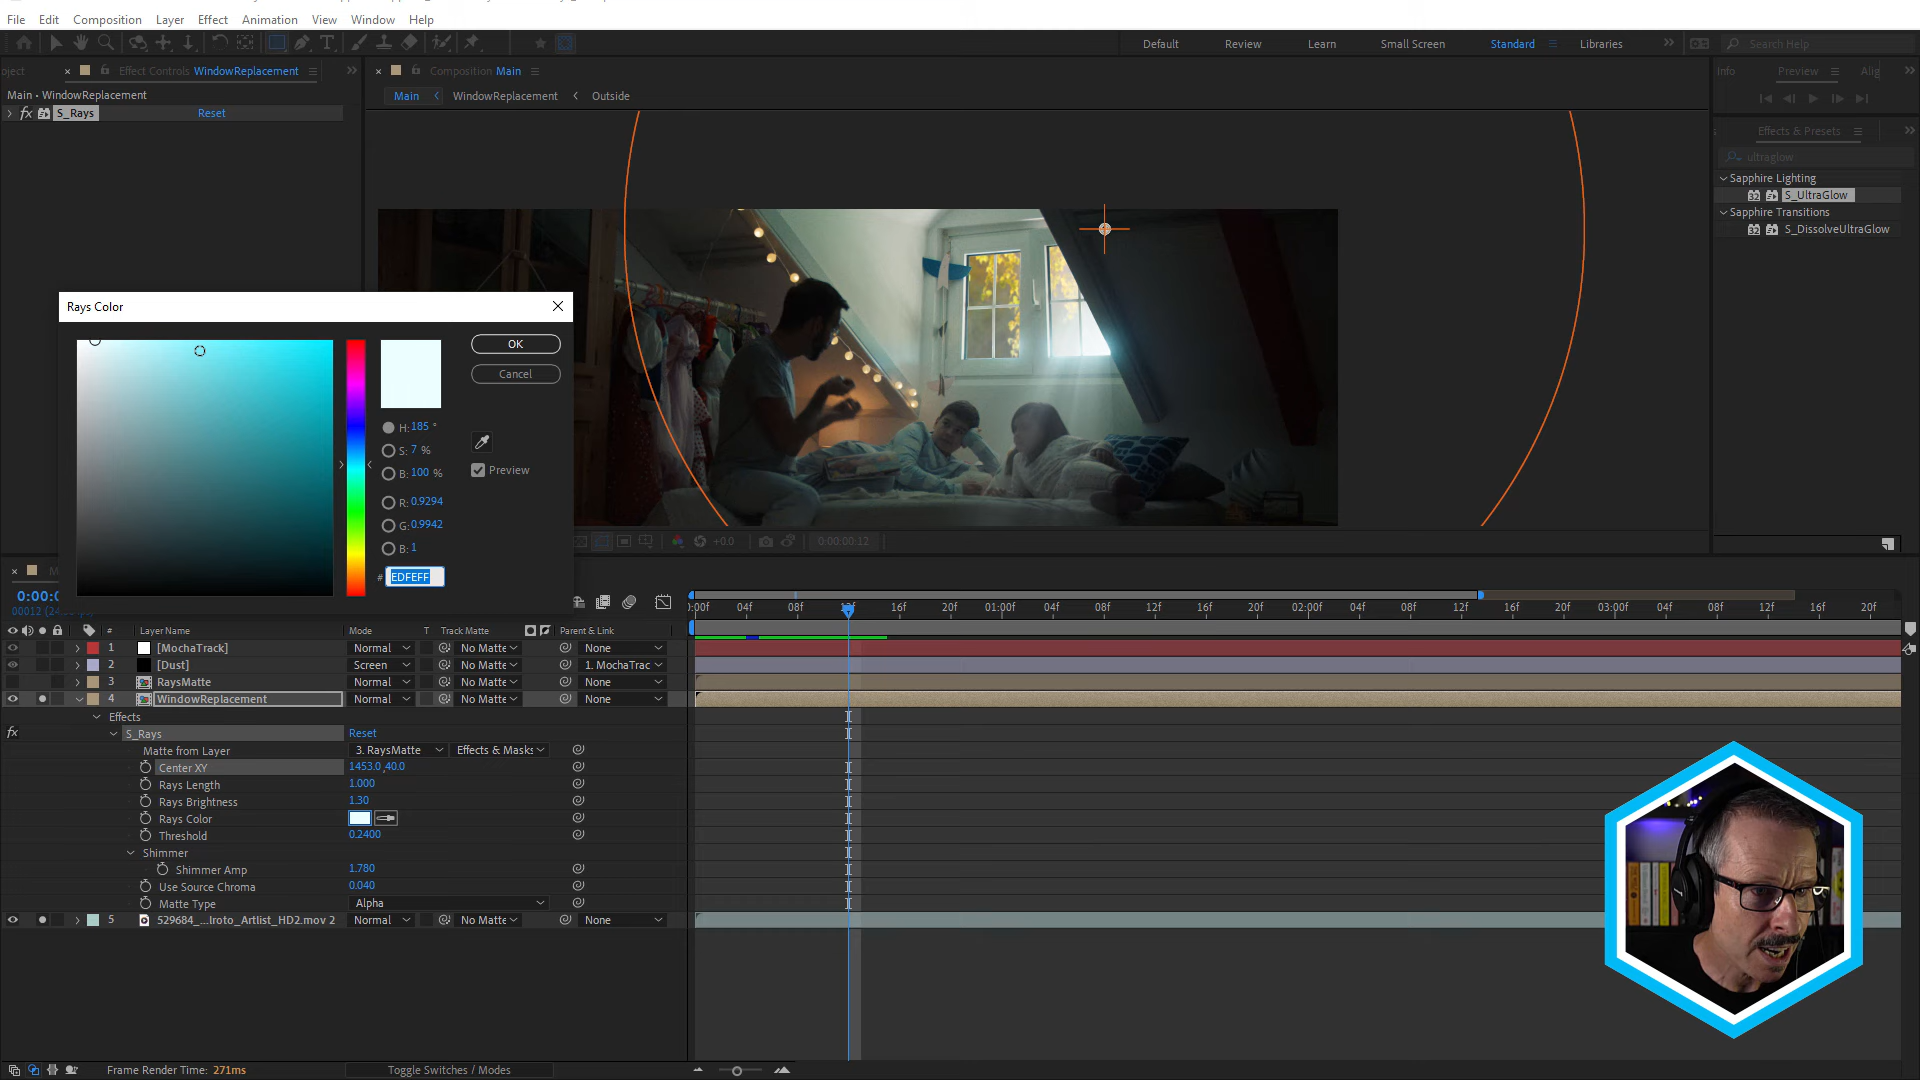 File Edit Composition Layer Effect Animation View Window Help
Default Review Learn Small Screen Standard Libraries Search Help
oject Effect Controls WindowReplacement
Composition Main
Info Preview Alig
Main • WindowReplacement
Main WindowReplacement Outside
fx S_Rays Reset
Effects & Presets
ultraglow
Sapphire Lighting
32 S_UltraGlow
Sapphire Transitions
32 S_DissolveUltraGlow
Rays Color
OK
Cancel
H: 185 °
S: 7 %
B: 100 %
Preview
R: 0.9294
G: 0.9942
B: 1
# EDFEFF
+0.0 0:00:00:12
00012
:00f 04f 08f 12f 16f 20f 01:00f 04f 08f 12f 16f 20f 02:00f 04f 08f 12f 16f 20f 03:00f 04f 08f 12f 16f 20f
# Layer Name Mode T Track Matte Parent & Link
1 [MochaTrack] Normal No Matte None
2 [Dust] Screen No Matte 1. MochaTrac
3 RaysMatte Normal No Matte None
4 WindowReplacement Normal No Matte None
Effects
fx S_Rays Reset
Matte from Layer 3. RaysMatte Effects & Masks
Center XY 1453.0,40.0
Rays Length 1.000
Rays Brightness 1.30
Rays Color
Threshold 0.2400
Shimmer
Shimmer Amp 1.780
Use Source Chroma 0.040
Matte Type Alpha
5 529684_...lroto_Artlist_HD2.mov 2 Normal No Matte None
Frame Render Time: 271ms Toggle Switches / Modes